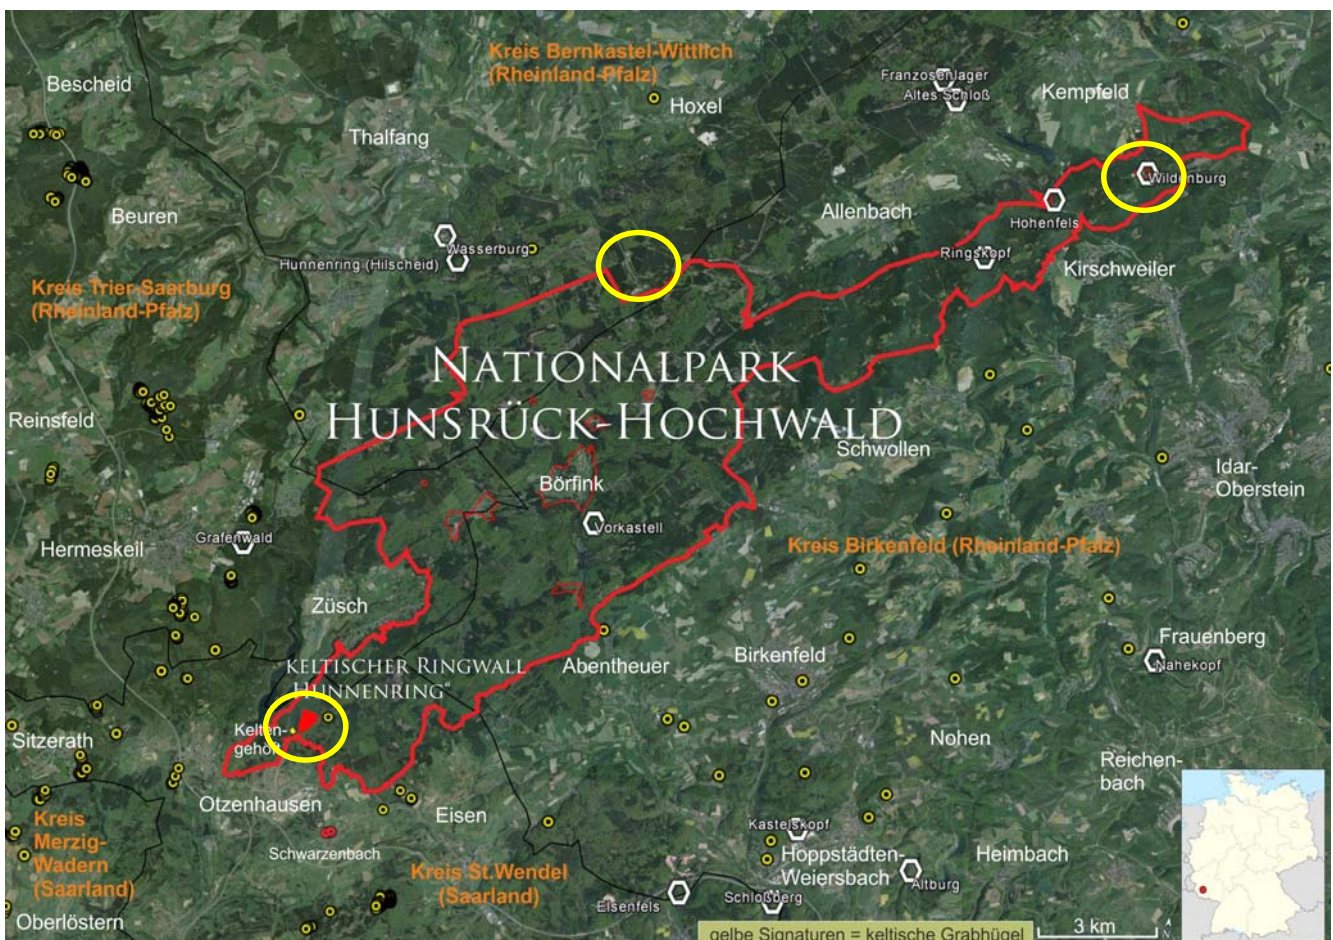 Kreis Bernkastel-Wittlich
(Rheinland-Pfalz)
Bescheid
Hoxel
Franzosenlager
Altes Schloß
Kempfeld
Thalfang
Wildenburg
Beuren
Allenbach
Hohenfels
Wasserburg
Hunnenring (Hilscheid)
Ringskopf
Kirschweiler
Kreis Trier-Saarburg
(Rheinland-Pfalz)
NATIONALPARK
HUNSRÜCK-HOCHWALD
Reinsfeld
Schwollen
Idar-
Oberstein
Börfink
Vorkastell
Grafenwald
Hermeskeil
Kreis Birkenfeld (Rheinland-Pfalz)
Züsch
Frauenberg
Nahekopf
KELTISCHER RINGWALL
HUNNENRING"
Abentheuer
Birkenfeld
Kelten-
gehöft
Sitzerath
Nohen
Reichen-
bach
Otzenhausen
Eisen
Kreis
Merzig-
Wadern
(Saarland)
Schwarzenbach
Kastelskopf
Hoppstädten-
Weiersbach
Heimbach
Kreis St.Wendel
(Saarland)
Altburg
Elsenfels
Schloßberg
Oberlöstern
gelbe Signaturen = keltische Grabhügel
3 km
N